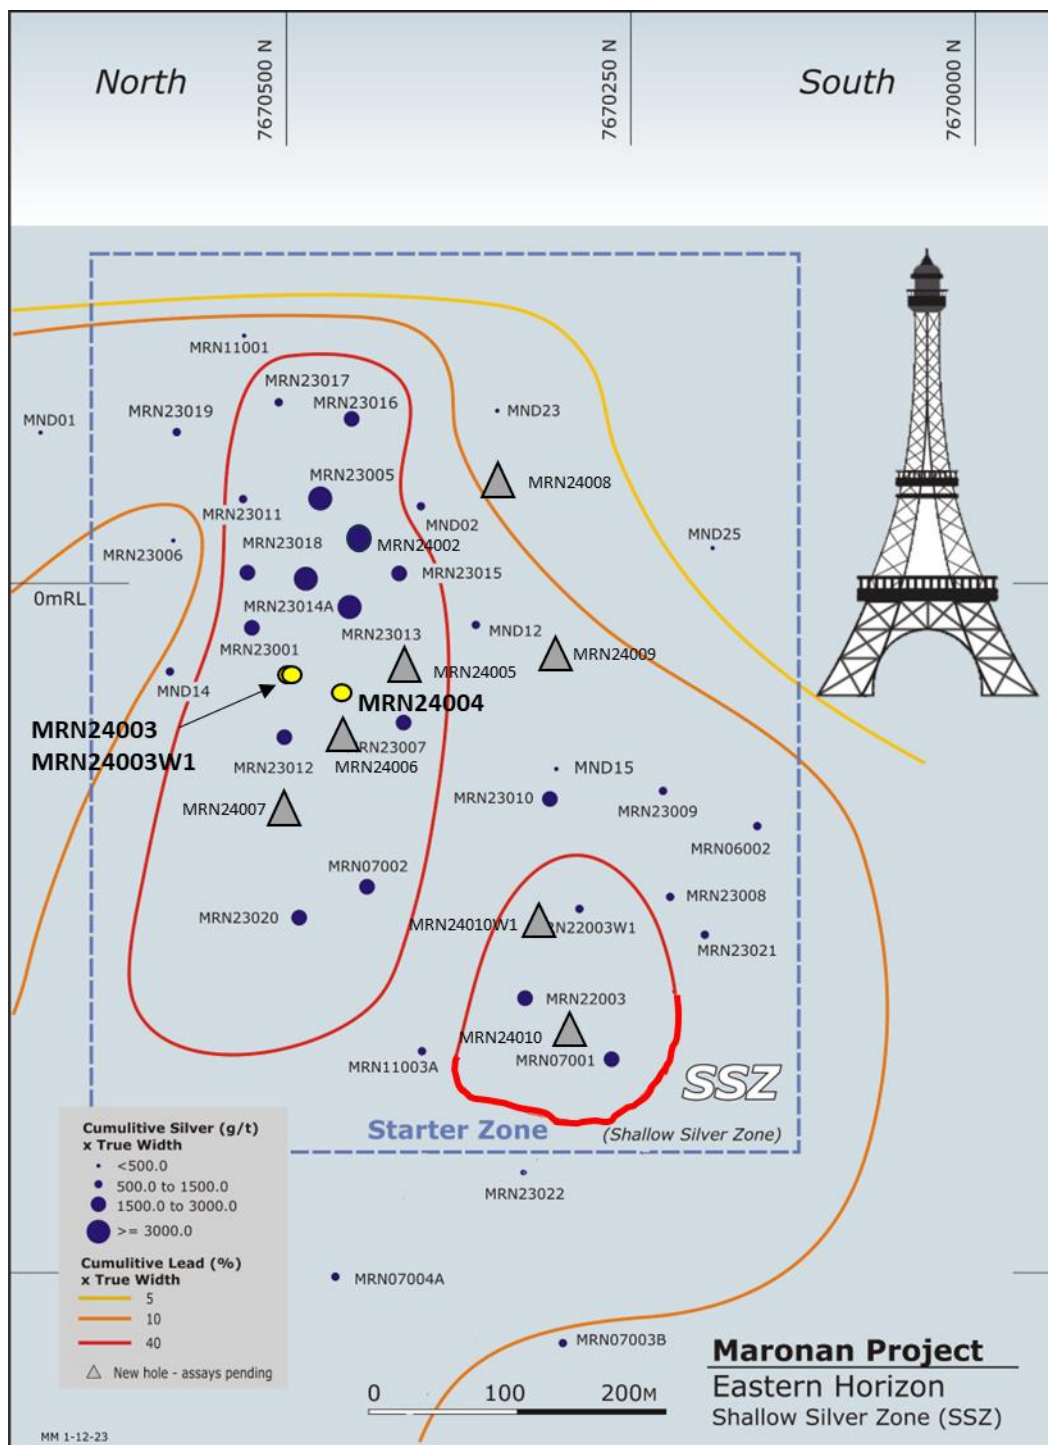 North
7670500 N
7670250 N
South
7670000 N
MRN11001
MRN23017
MRN23016
MND01
MRN23019
MND23
MRN23005
MRN24008
MRN23011
MND02
MRN23006
MRN23018
MRN24002
MND25
MRN23015
0mRL
MRN23014A
MRN23013
MND12
MRN24009
MRN23001
MRN24005
MND14
MRN24004
MRN24003
MRN24003W1
RN23007
MRN23012
MRN24006
MND15
MRN24007
MRN23010
MRN23009
MRN06002
MRN07002
MRN23020
MRN23008
MRN24010W1
RN22003W1
MRN23021
MRN22003
MRN24010
MRN07001
MRN11003A
SSZ
Starter Zone
(Shallow Silver Zone)
Cumulitive Silver (g/t)
x True Width
<500.0
500.0 to 1500.0
1500.0 to 3000.0
>= 3000.0
Cumulitive Lead (%)
x True Width
5
10
40
New hole - assays pending
MRN23022
MRN07004A
MRN07003B
Maronan Project
Eastern Horizon
Shallow Silver Zone (SSZ)
0 100 200M
MM 1-12-23